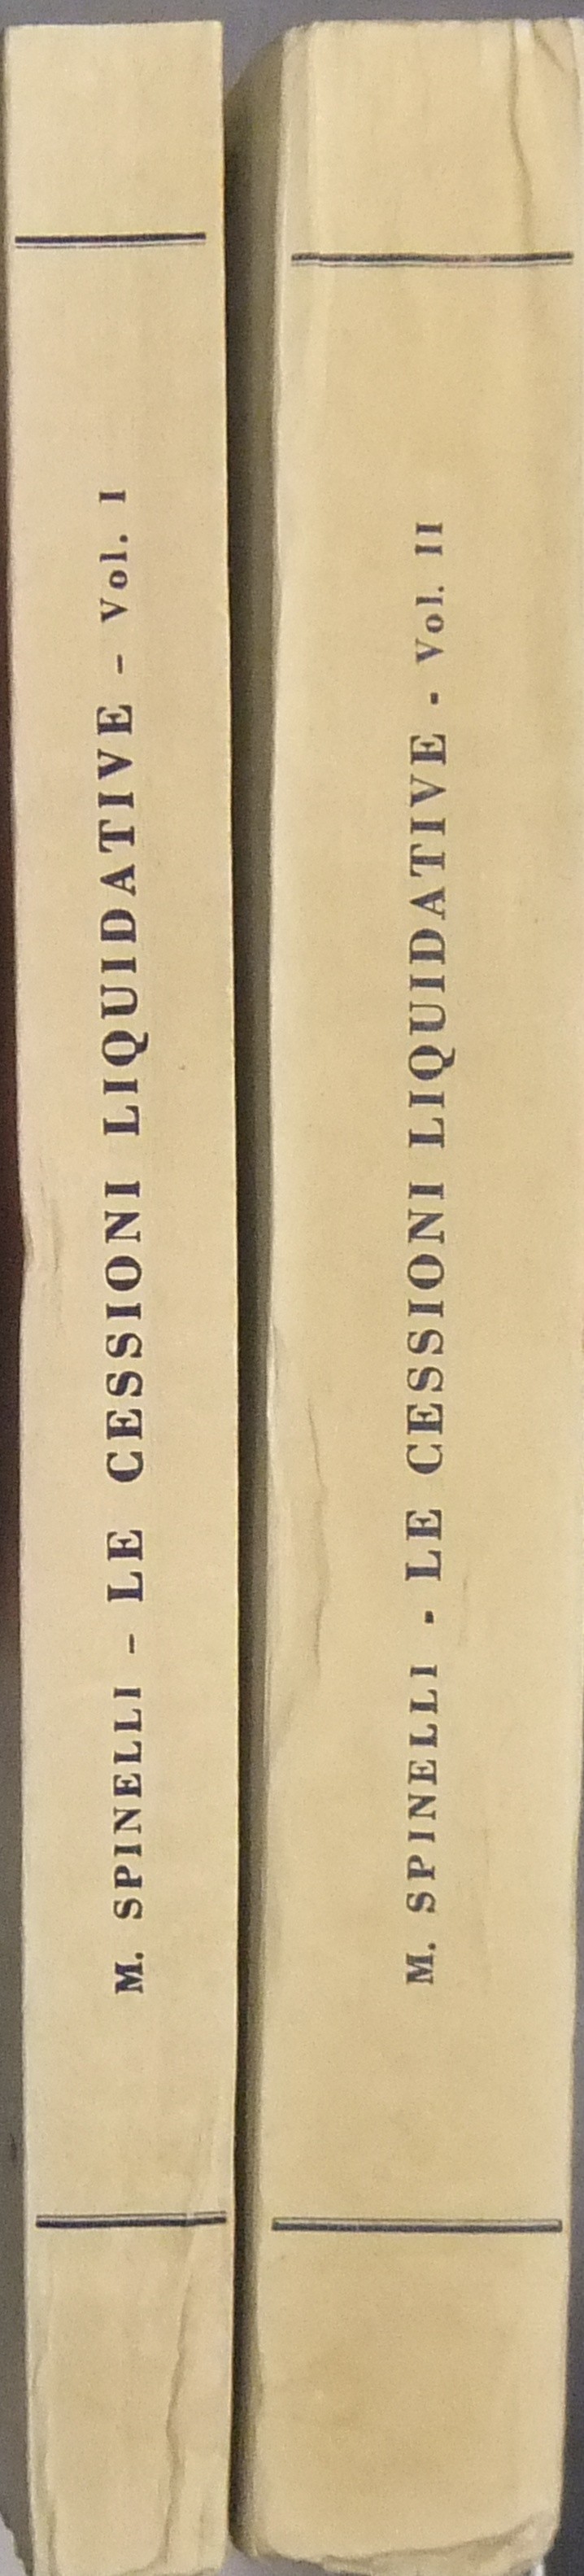 M. SPINELLI – LE CESSIONI LIQUIDATIVE – Vol. I
M. SPINELLI - LE CESSIONI LIQUIDATIVE - Vol. II